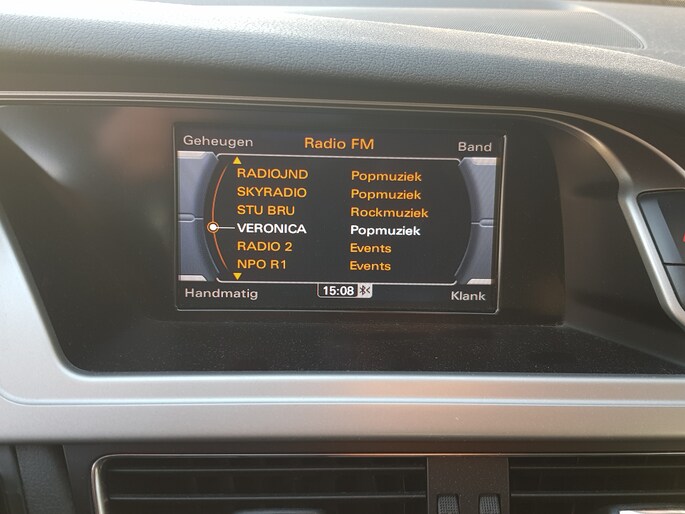 Geheugen Radio FM Band
RADIOJND Popmuziek
SKYRADIO Popmuziek
STU BRU Rockmuziek
VERONICA Popmuziek
RADIO 2 Events
NPO R1 Events
Handmatig 15:08 Klank